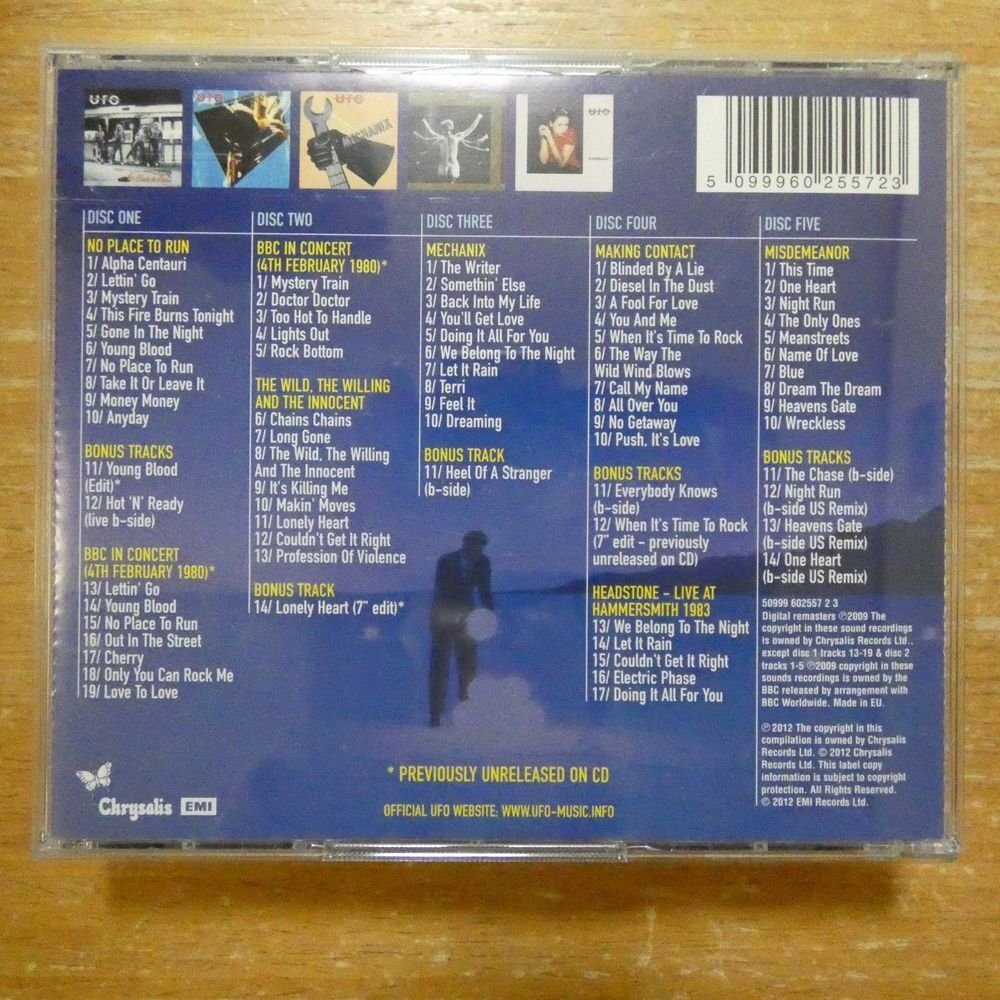 UFO
UFO
UFO
MECHANIX
UFO
5 099960 255723
DISC ONE
NO PLACE TO RUN
1/ Alpha Centauri
2/ Lettin' Go
3/ Mystery Train
4/ This Fire Burns Tonight
5/ Gone In The Night
6/ Young Blood
7/ No Place To Run
8/ Take It Or Leave It
9/ Money Money
10/ Anyday
BONUS TRACKS
11/ Young Blood
(Edit)*
12/ Hot 'N' Ready
(live b-side)
BBC IN CONCERT
(4TH FEBRUARY 1980)*
13/ Lettin' Go
14/ Young Blood
15/ No Place To Run
16/ Out In The Street
17/ Cherry
18/ Only You Can Rock Me
19/ Love To Love
DISC TWO
BBC IN CONCERT
(4TH FEBRUARY 1980)*
1/ Mystery Train
2/ Doctor Doctor
3/ Too Hot To Handle
4/ Lights Out
5/ Rock Bottom
THE WILD, THE WILLING
AND THE INNOCENT
6/ Chains Chains
7/ Long Gone
8/ The Wild, The Willing
And The Innocent
9/ It's Killing Me
10/ Makin' Moves
11/ Lonely Heart
12/ Couldn't Get It Right
13/ Profession Of Violence
BONUS TRACK
14/ Lonely Heart (7" edit)*
DISC THREE
MECHANIX
1/ The Writer
2/ Somethin' Else
3/ Back Into My Life
4/ You'll Get Love
5/ Doing It All For You
6/ We Belong To The Night
7/ Let It Rain
8/ Terri
9/ Feel It
10/ Dreaming
BONUS TRACK
11/ Heel Of A Stranger
(b-side)
DISC FOUR
MAKING CONTACT
1/ Blinded By A Lie
2/ Diesel In The Dust
3/ A Fool For Love
4/ You And Me
5/ When It's Time To Rock
6/ The Way The
Wild Wind Blows
7/ Call My Name
8/ All Over You
9/ No Getaway
10/ Push, It's Love
BONUS TRACKS
11/ Everybody Knows
(b-side)
12/ When It's Time To Rock
(7" edit - previously
unreleased on CD)
HEADSTONE - LIVE AT
HAMMERSMITH 1983
13/ We Belong To The Night
14/ Let It Rain
15/ Couldn't Get It Right
16/ Electric Phase
17/ Doing It All For You
DISC FIVE
MISDEMEANOR
1/ This Time
2/ One Heart
3/ Night Run
4/ The Only Ones
5/ Meanstreets
6/ Name Of Love
7/ Blue
8/ Dream The Dream
9/ Heavens Gate
10/ Wreckless
BONUS TRACKS
11/ The Chase (b-side)
12/ Night Run
(b-side US Remix)
13/ Heavens Gate
(b-side US Remix)
14/ One Heart
(b-side US Remix)
50999 602557 2 3
Digital remasters ℗2009 The
copyright in these sound recordings
is owned by Chrysalis Records Ltd.,
except disc 1 tracks 13-19 & disc 2
tracks 1-5 ℗2009 copyright in these
sounds recordings is owned by the
BBC released by arrangement with
BBC Worldwide. Made in EU.
℗ 2012 The copyright in this
compilation is owned by Chrysalis
Records Ltd. © 2012 Chrysalis
Records Ltd. This label copy
information is subject to copyright
protection. All Rights Reserved.
© 2012 EMI Records Ltd.
* PREVIOUSLY UNRELEASED ON CD
Chrysalis EMI
OFFICIAL UFO WEBSITE: WWW.UFO-MUSIC.INFO